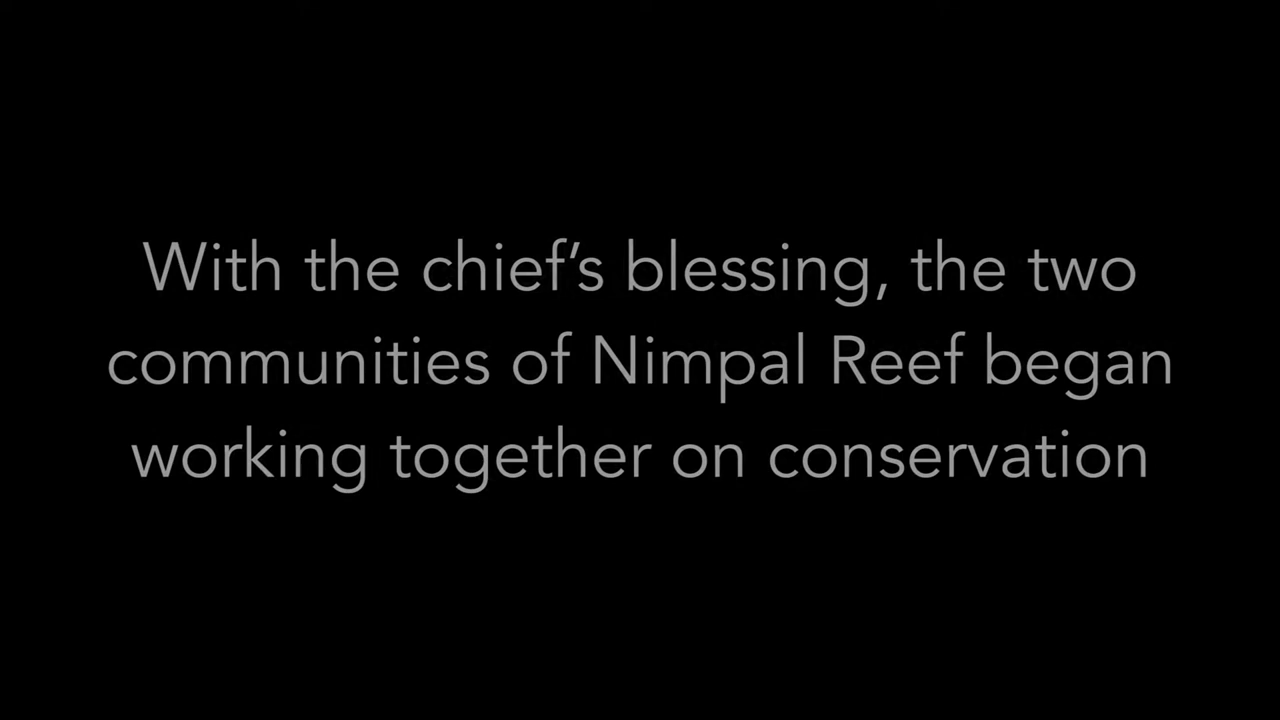 With the chief’s blessing, the two
communities of Nimpal Reef began
working together on conservation